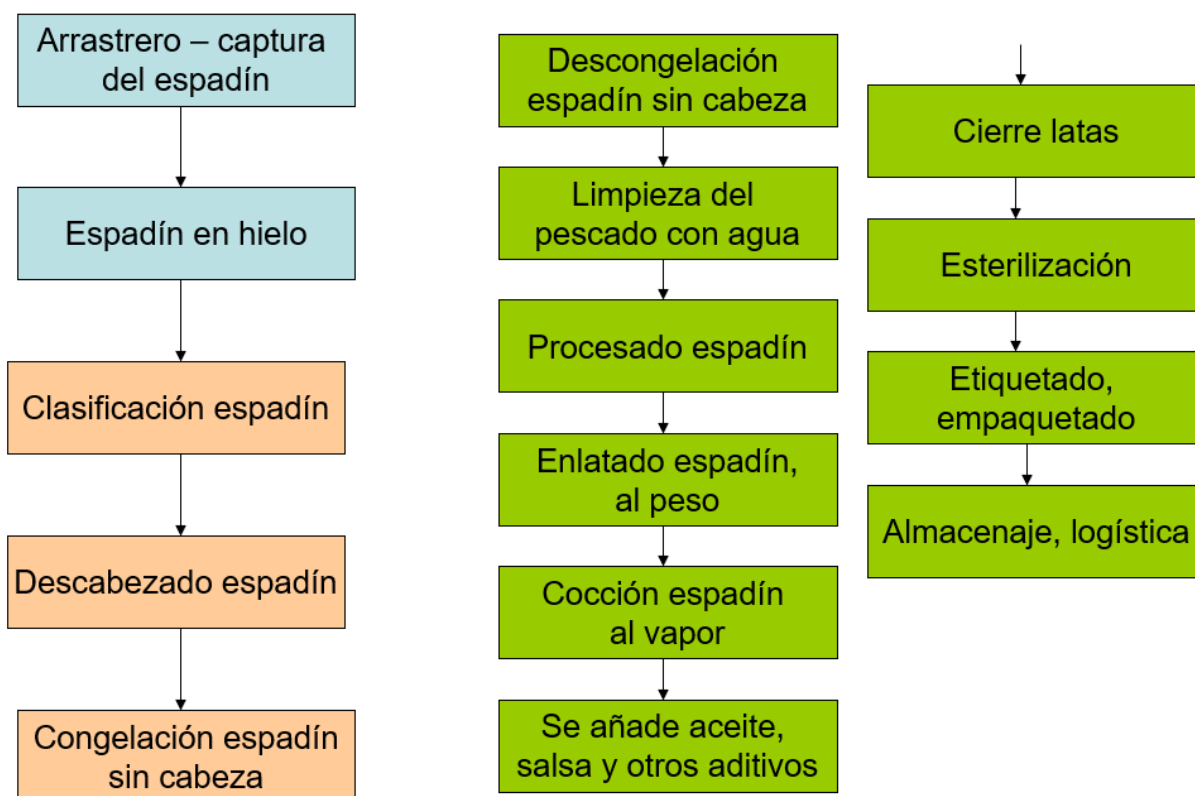 Arrastrero – captura
del espadín
Espadín en hielo
Clasificación espadín
Descabezado espadín
Congelación espadín
sin cabeza
Descongelación
espadín sin cabeza
Limpieza del
pescado con agua
Procesado espadín
Enlatado espadín,
al peso
Cocción espadín
al vapor
Se añade aceite,
salsa y otros aditivos
Cierre latas
Esterilización
Etiquetado,
empaquetado
Almacenaje, logística